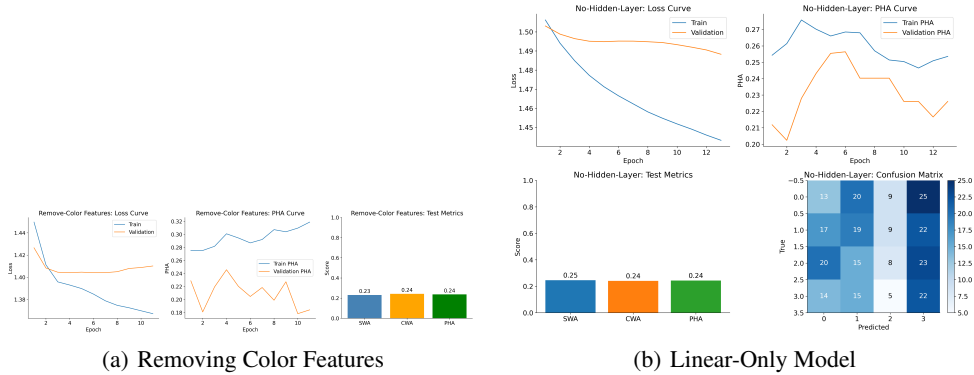 Remove-Color Features: Loss Curve
Train
Validation
1.44
1.42
1.40
1.38
Loss
2 4 6 8 10
Epoch
Remove-Color Features: PHA Curve
Train PHA
Validation PHA
0.32
0.30
0.28
0.26
0.24
0.22
0.20
0.18
PHA
2 4 6 8 10
Epoch
Remove-Color Features: Test Metrics
1.0
0.8
0.6
0.4
0.2
0.0
Score
0.23 0.24 0.24
SWA CWA PHA
(a) Removing Color Features
No-Hidden-Layer: Loss Curve
Train
Validation
1.50
1.49
1.48
1.47
1.46
1.45
Loss
2 4 6 8 10 12
Epoch
No-Hidden-Layer: PHA Curve
Train PHA
Validation PHA
0.27
0.26
0.25
0.24
0.23
0.22
0.21
0.20
PHA
2 4 6 8 10 12
Epoch
No-Hidden-Layer: Test Metrics
1.0
0.8
0.6
0.4
0.2
0.0
Score
0.25 0.24 0.24
SWA CWA PHA
No-Hidden-Layer: Confusion Matrix
−0.5
0.0
0.5
1.0
1.5
2.0
2.5
3.0
3.5
True
13 20 9 25
17 19 9 22
20 15 8 23
14 15 5 22
0 1 2 3
Predicted
25.0
22.5
20.0
17.5
15.0
12.5
10.0
7.5
5.0
(b) Linear-Only Model